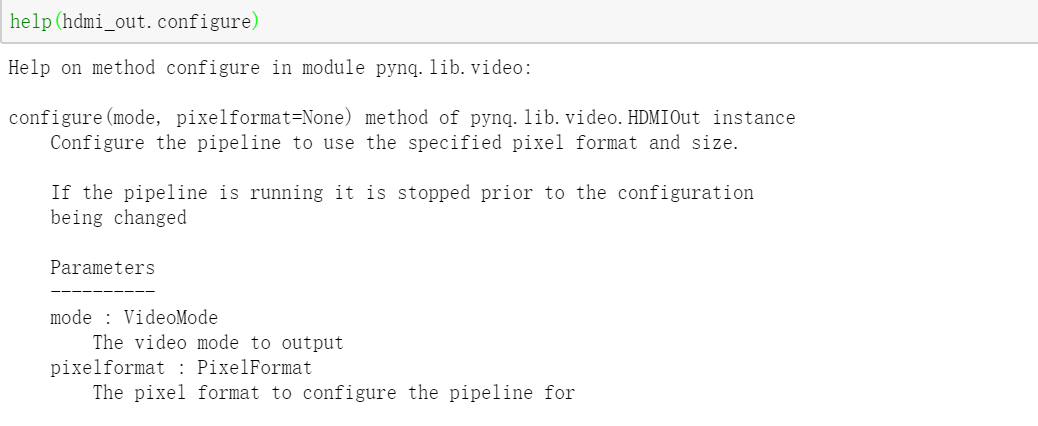 help(hdmi_out.configure)
Help on method configure in module pynq.lib.video:
configure(mode, pixelformat=None) method of pynq.lib.video.HDMIOut instance
Configure the pipeline to use the specified pixel format and size.
If the pipeline is running it is stopped prior to the configuration
being changed
Parameters
----------
mode : VideoMode
The video mode to output
pixelformat : PixelFormat
The pixel format to configure the pipeline for